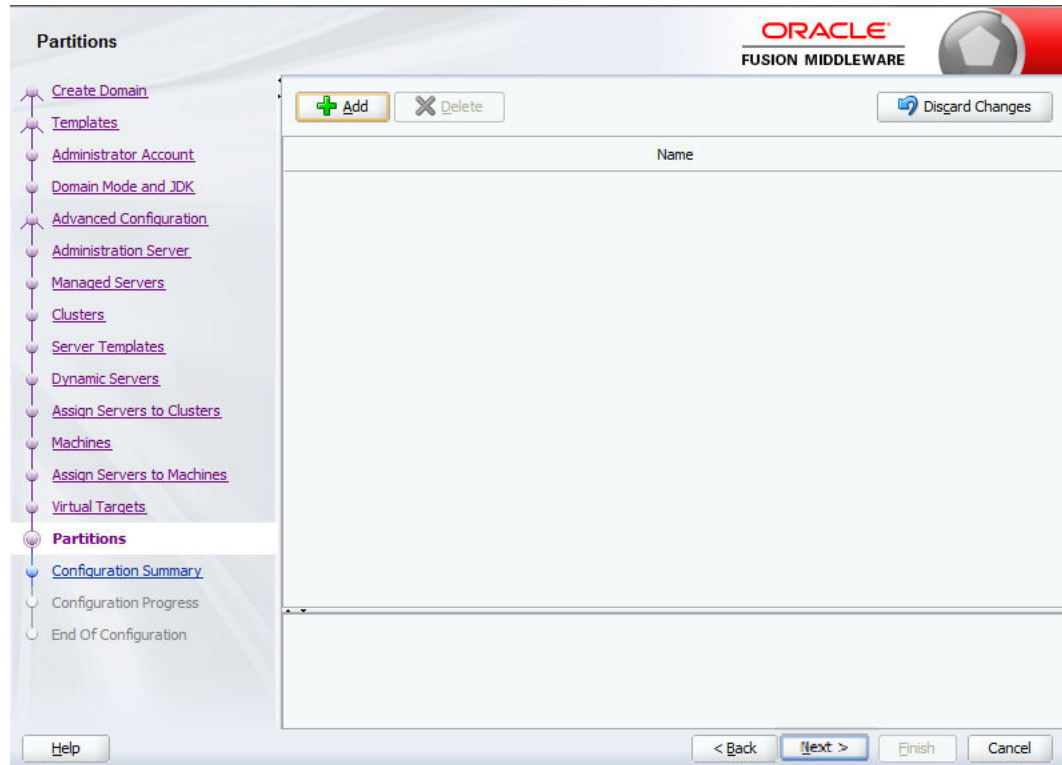 Partitions
ORACLE
FUSION MIDDLEWARE
Create Domain
Templates
Administrator Account
Domain Mode and JDK
Advanced Configuration
Administration Server
Managed Servers
Clusters
Server Templates
Dynamic Servers
Assign Servers to Clusters
Machines
Assign Servers to Machines
Virtual Targets
Partitions
Configuration Summary
Configuration Progress
End Of Configuration
Add Delete Discard Changes
Name
Help < Back Next > Finish Cancel